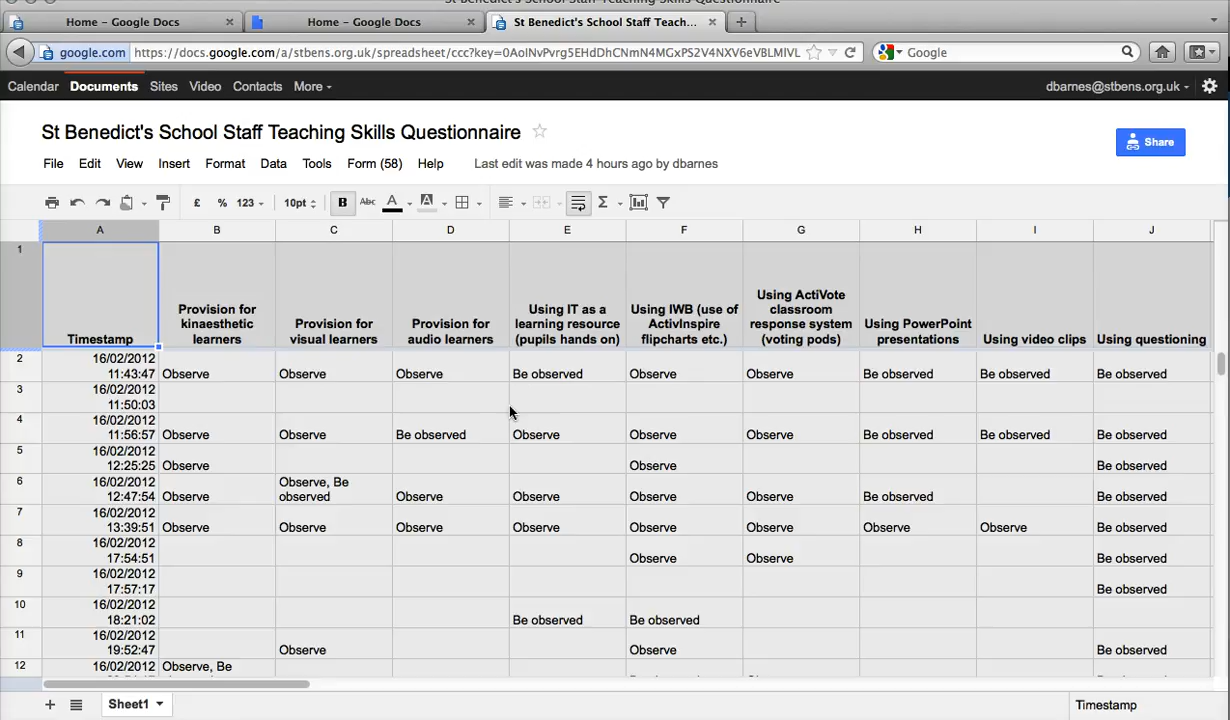 St Benedict's School Staff Teaching Skills Questionnaire
Home – Google Docs
Home – Google Docs
St Benedict's School Staff Teach...
google.com
https://docs.google.com/a/stbens.org.uk/spreadsheet/ccc?key=0AolNvPvrg5EHdDhCNmN4MGxPS2V4NXV6eVBLMlVL
Google
Calendar Documents Sites Video Contacts More
dbarnes@stbens.org.uk
St Benedict's School Staff Teaching Skills Questionnaire
Share
File Edit View Insert Format Data Tools Form (58) Help Last edit was made 4 hours ago by dbarnes
£ % 123 10pt B Abc A A Σ
A B C D E F G H I J
1
Timestamp
Provision for
kinaesthetic
learners
Provision for
visual learners
Provision for
audio learners
Using IT as a
learning resource
(pupils hands on)
Using IWB (use of
ActivInspire
flipcharts etc.)
Using ActiVote
classroom
response system
(voting pods)
Using PowerPoint
presentations
Using video clips
Using questioning
2 16/02/2012
11:43:47 Observe Observe Observe Be observed Observe Observe Be observed Be observed Be observed
3 16/02/2012
11:50:03
4 16/02/2012
11:56:57 Observe Observe Be observed Observe Observe Observe Be observed Be observed Be observed
5 16/02/2012
12:25:25 Observe Observe Be observed
6 16/02/2012 Observe, Be
12:47:54 Observe observed Observe Observe Observe Observe Be observed Be observed
7 16/02/2012
13:39:51 Observe Observe Observe Observe Observe Observe Observe Observe Be observed
8 16/02/2012
17:54:51 Observe Observe Be observed
9 16/02/2012
17:57:17 Be observed
10 16/02/2012
18:21:02 Be observed Be observed
11 16/02/2012
19:52:47 Observe Observe Be observed
12 16/02/2012 Observe, Be
Sheet1
Timestamp